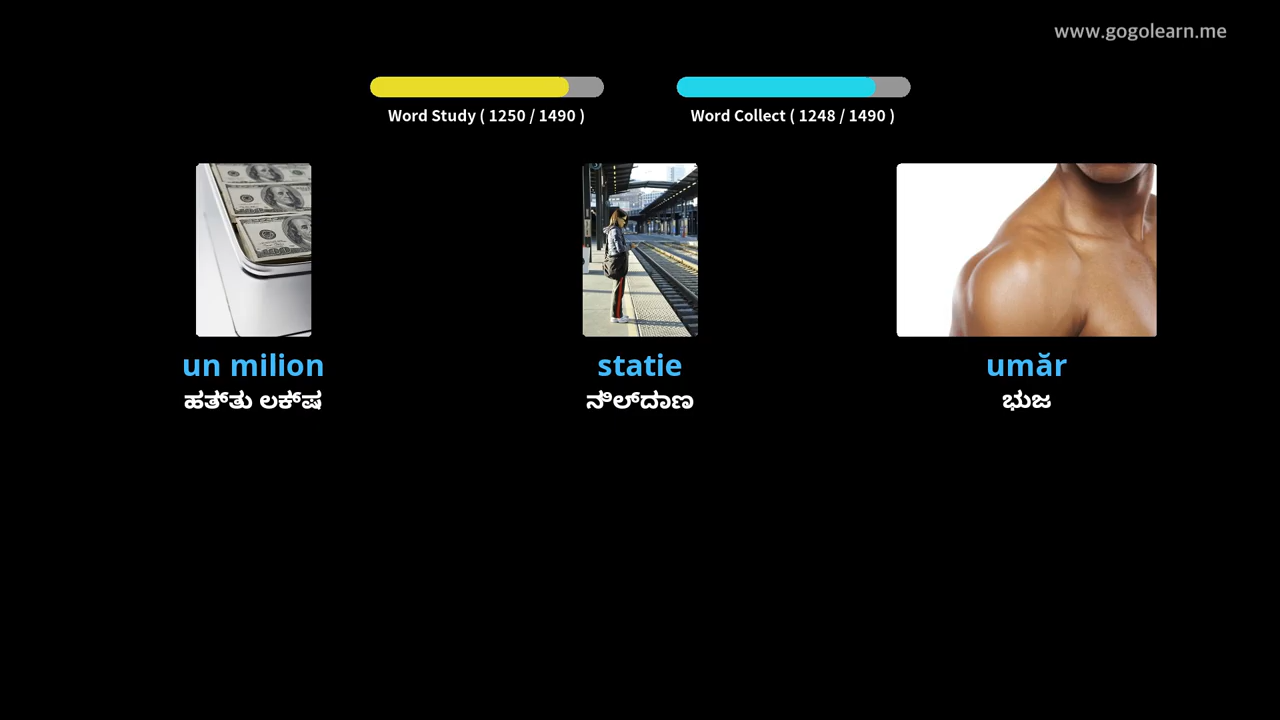 www.gogolearn.me
Word Study ( 1250 / 1490 )
Word Collect ( 1248 / 1490 )
un milion
ಹತ್ತು ಲಕ್ಷ
statie
ನಿಲ್ದಾಣ
umăr
ಭುಜ